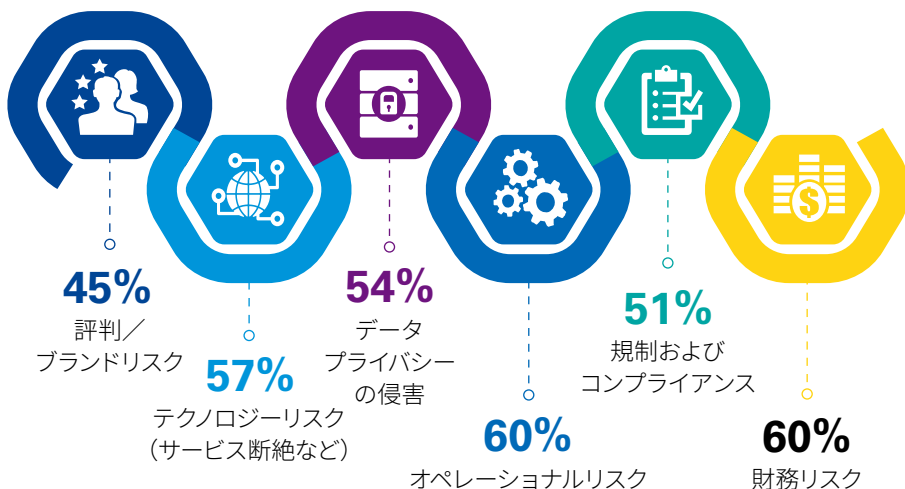 45%
評判／
ブランドリスク
57%
テクノロジーリスク
（サービス断絶など）
54%
データ
プライバシー
の侵害
60%
オペレーショナルリスク
51%
規制および
コンプライアンス
$
60%
財務リスク